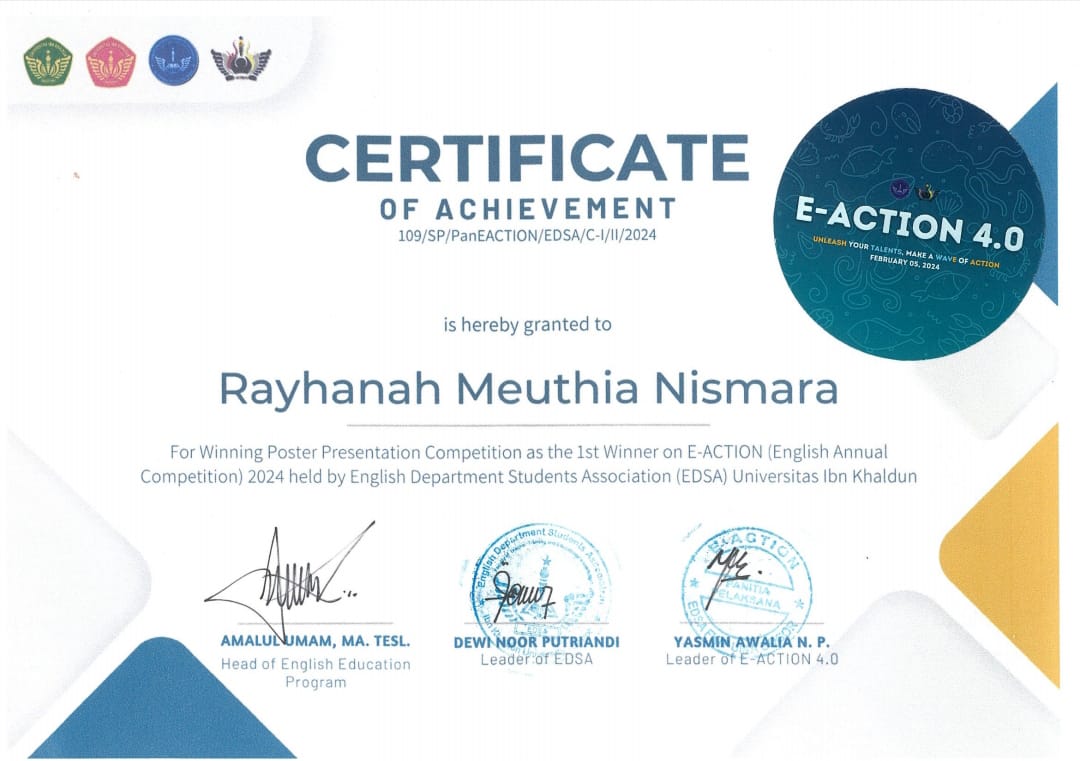 CERTIFICATE
OF ACHIEVEMENT
109/SP/PanEACTION/EDSA/C-I/II/2024
E-ACTION 4.0
UNLEASH YOUR TALENTS, MAKE A WAVE OF ACTION
FEBRUARY 05, 2024
is hereby granted to
Rayhanah Meuthia Nismara
For Winning Poster Presentation Competition as the 1st Winner on E-ACTION (English Annual
Competition) 2024 held by English Department Students Association (EDSA) Universitas Ibn Khaldun
English Department Students
E-ACTION
PANITIA
PELAKSANA
EDSA
AMALUL UMAM, MA. TESL.
Head of English Education
Program
DEWI NOOR PUTRIANDI
Leader of EDSA
YASMIN AWALIA N. P.
Leader of E-ACTION 4.0